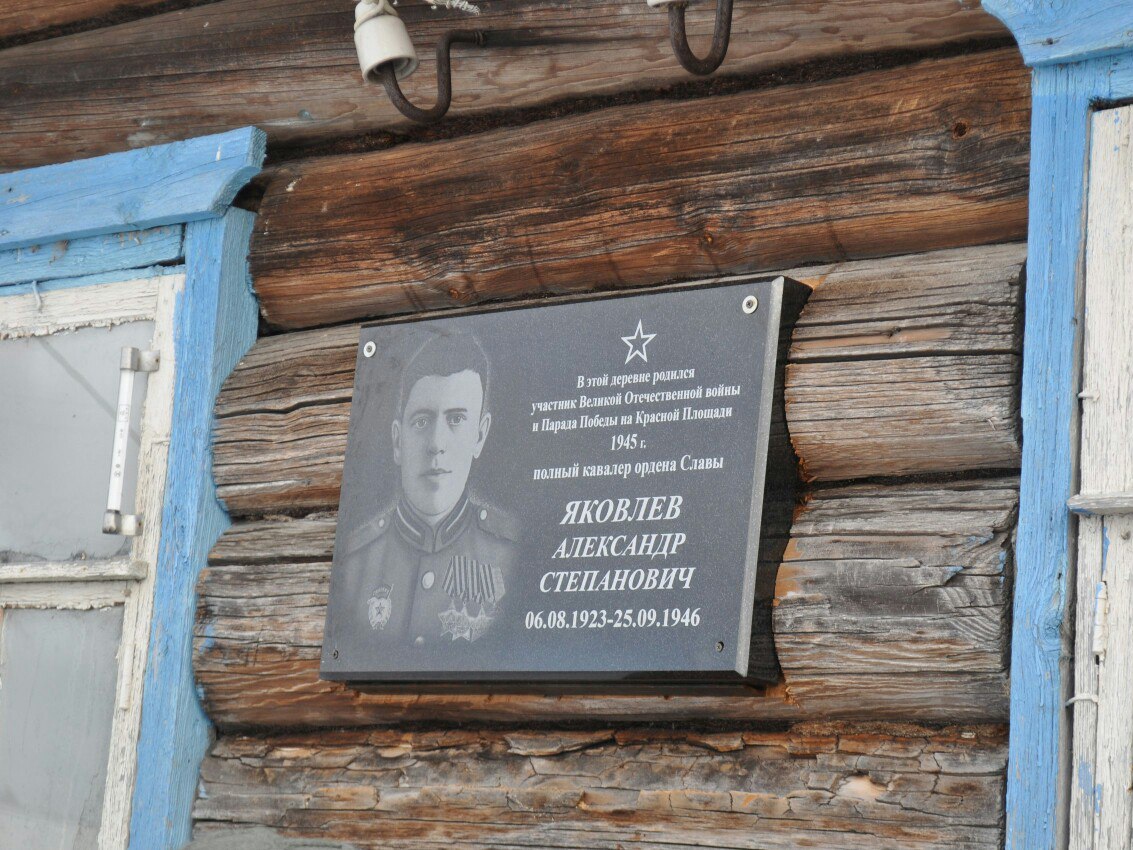 В этой деревне родился
участник Великой Отечественной войны
и Парада Победы на Красной Площади
1945 г.
полный кавалер ордена Славы
ЯКОВЛЕВ
АЛЕКСАНДР
СТЕПАНОВИЧ
06.08.1923-25.09.1946